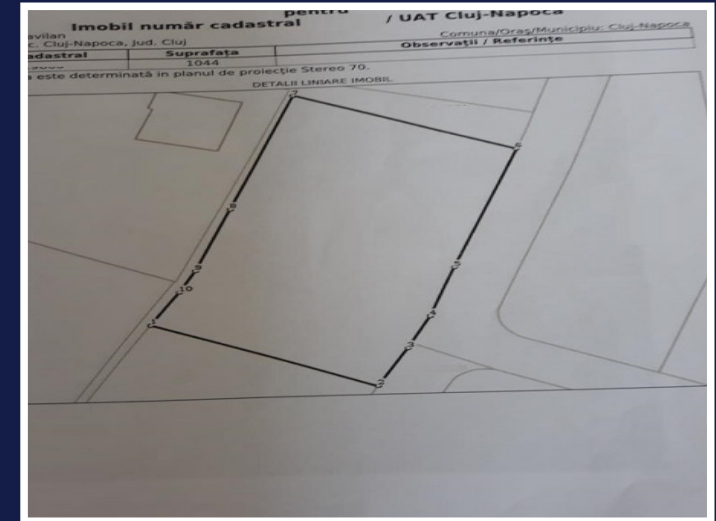 pentru
Imobil număr cadastral / UAT Cluj-Napoca
avilan
c. Cluj-Napoca, Jud. Cluj
Comuna/Oraș/Municipiu: Cluj-Napoca
adastral Suprafața Observații / Referințe
1044
a este determinată in planul de proiecție Stereo 70.
DETALII LINIARE IMOBIL
7
6
8
5
9
10
4
1
3
2